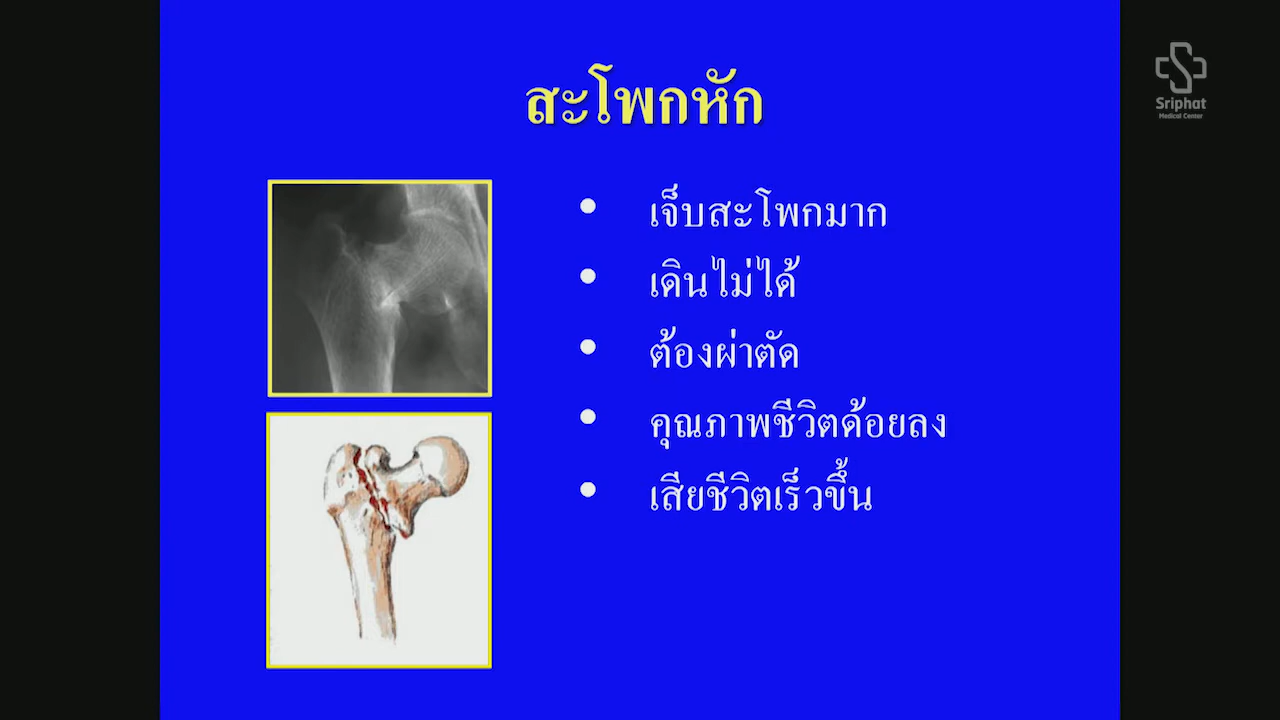 สะโพกหัก
• เจ็บสะโพกมาก
• เดินไม่ได้
• ต้องผ่าตัด
• คุณภาพชีวิตด้อยลง
• เสียชีวิตเร็วขึ้น
Sriphat
Medical Center